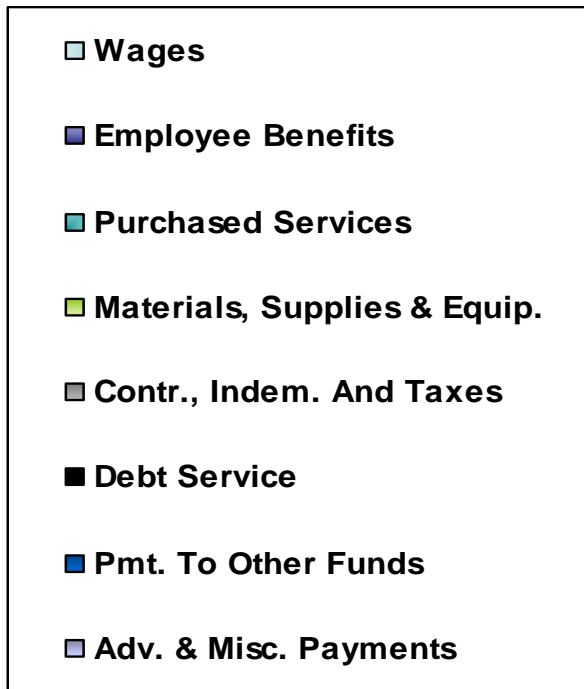 Wages
Employee Benefits
Purchased Services
Materials, Supplies & Equip.
Contr., Indem. And Taxes
Debt Service
Pmt. To Other Funds
Adv. & Misc. Payments